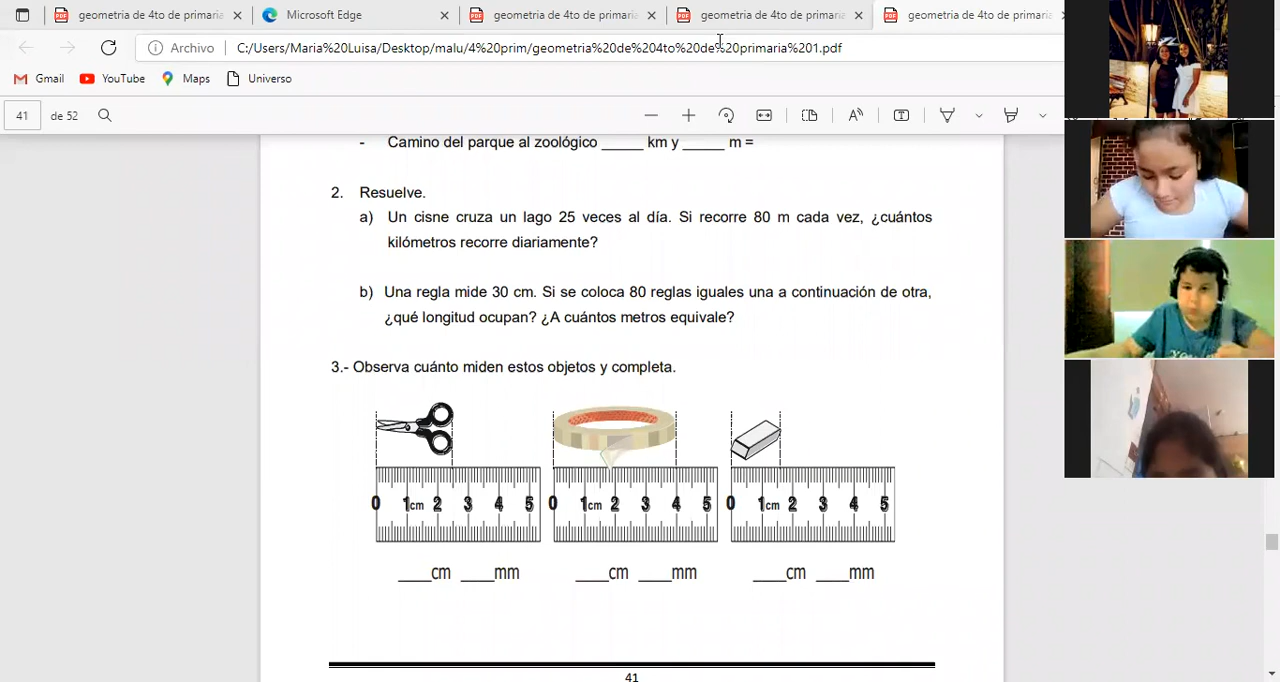 geometria de 4to de primaria
Microsoft Edge
geometria de 4to de primaria
geometria de 4to de primaria
geometria de 4to de primaria
Archivo C:/Users/Maria%20Luisa/Desktop/malu/4%20prim/geometria%20de%204to%20de%20primaria%201.pdf
Gmail YouTube Maps Universo
41 de 52
- Camino del parque al zoológico _____ km y _____ m =
2. Resuelve.
a) Un cisne cruza un lago 25 veces al día. Si recorre 80 m cada vez, ¿cuántos
kilómetros recorre diariamente?
b) Una regla mide 30 cm. Si se coloca 80 reglas iguales una a continuación de otra,
¿qué longitud ocupan? ¿A cuántos metros equivale?
3.- Observa cuánto miden estos objetos y completa.
0 1cm 2 3 4 5 0 1cm 2 3 4 5 0 1cm 2 3 4 5
____cm ____mm ____cm ____mm ____cm ____mm
41